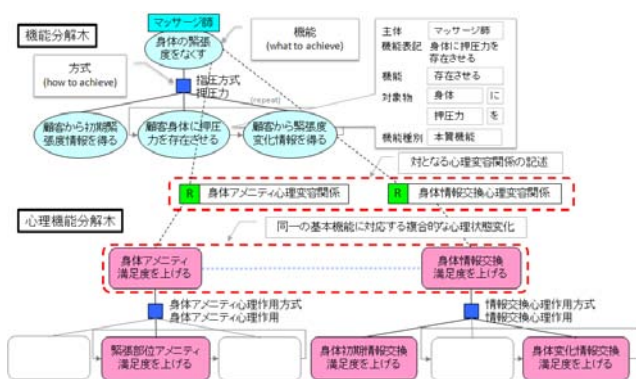 マッサージ師
機能分解木
身体の緊張
度をなくす
機能
(what to achieve)
方式
(how to achieve)
指圧方式
押圧力
(repeat)
主体 マッサージ師
機能表記 身体に押圧力を
存在させる
機能 存在させる
対象物 身体 に
押圧力 を
機能種別 本質機能
顧客から初期緊
張度情報を得る
顧客身体に押圧
力を存在させる
顧客から緊張度
変化情報を得る
対となる心理変容関係の記述
R 身体アメニティ心理変容関係
R 身体情報交換心理変容関係
心理機能分解木
同一の基本機能に対応する複合的な心理状態変化
身体アメニティ
満足度を上げる
身体情報交換
満足度を上げる
身体アメニティ心理作用方式
身体アメニティ心理作用
情報交換心理作用方式
情報交換心理作用
緊張部位アメニティ
満足度を上げる
身体初期情報交換
満足度を上げる
身体変化情報交換
満足度を上げる